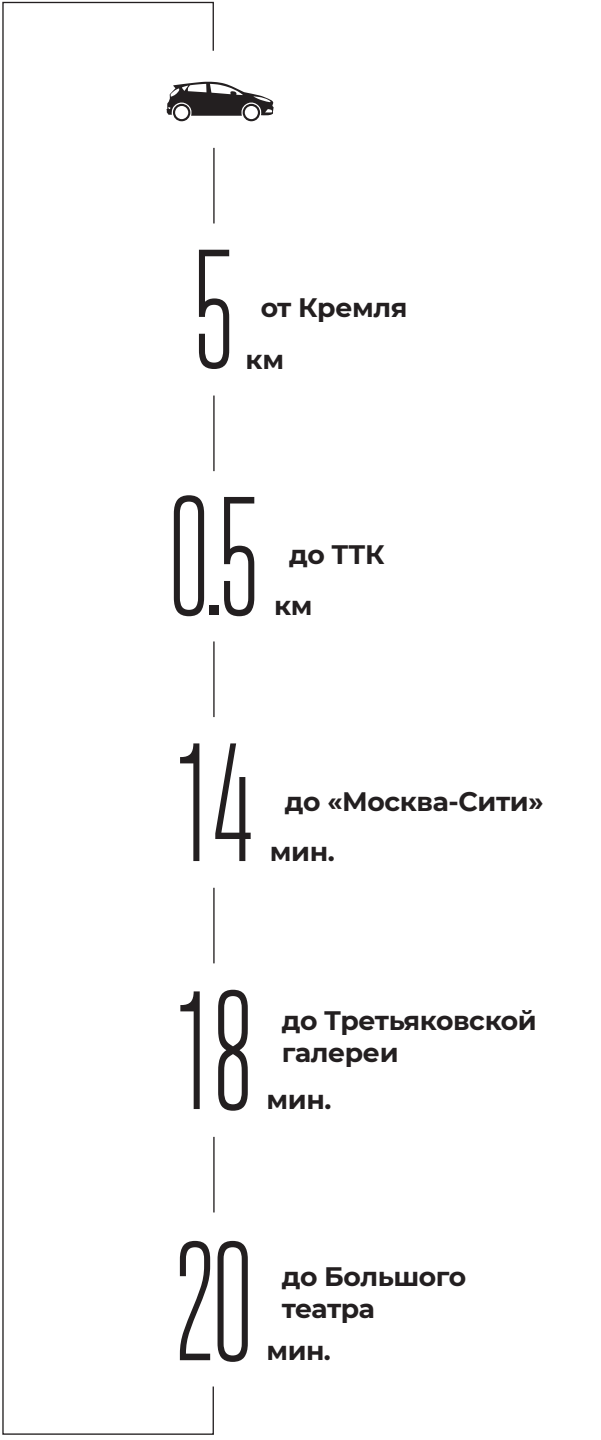 5 от Кремля
км
0.5 до ТТК
км
14 до «Москва-Сити»
мин.
18 до Третьяковской
галереи
мин.
20 до Большого
театра
мин.